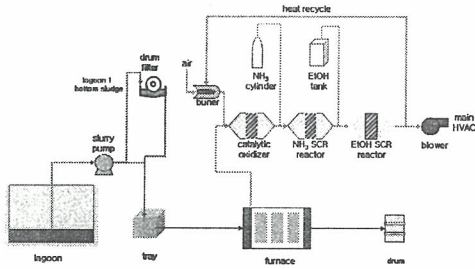 heat recycle
drum
filter
lagoon 1
bottom sludge
air
buner
NH3
cylinder
EtOH
tank
main
HVAC
slurry
pump
catalytic
oxidizer
NH3 SCR
reactor
EtOH SCR
reactor
blower
lagoon
tray
furnace
drum